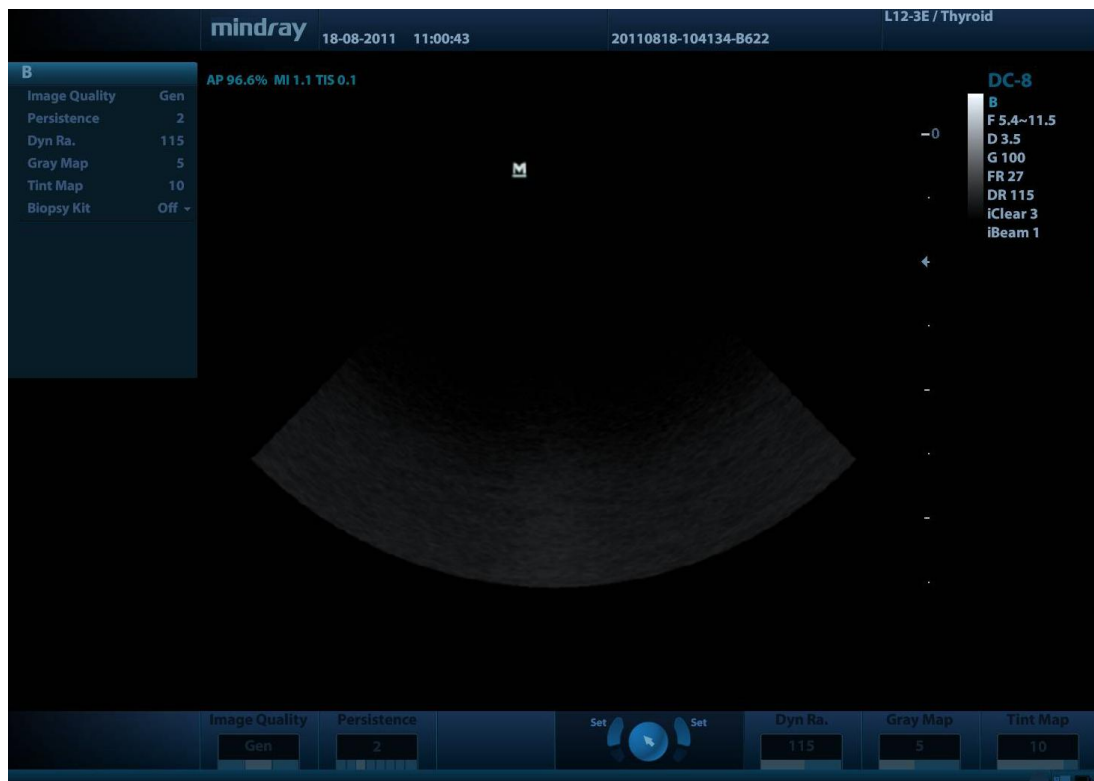 mindray
18-08-2011 11:00:43
20110818-104134-B622
L12-3E / Thyroid
B
Image Quality Gen
Persistence 2
Dyn Ra. 115
Gray Map 5
Tint Map 10
Biopsy Kit Off
AP 96.6% MI 1.1 TIS 0.1
M
0
DC-8
B
F 5.4~11.5
D 3.5
G 100
FR 27
DR 115
iClear 3
iBeam 1
Image Quality
Gen
Persistence
2
Set
Set
Dyn Ra.
115
Gray Map
5
Tint Map
10